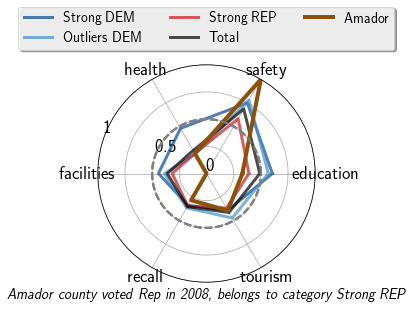 Strong DEM
Outliers DEM
Strong REP
Total
Amador
health
safety
1
0.5
0
facilities
education
recall
tourism
Amador county voted Rep in 2008, belongs to category Strong REP